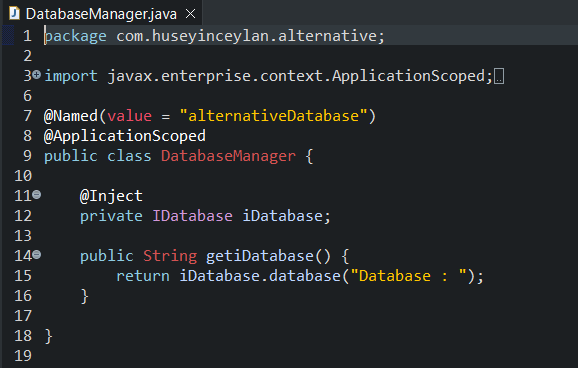 DatabaseManager.java
1 package com.huseyinceylan.alternative;
2
3 import javax.enterprise.context.ApplicationScoped;
6
7 @Named(value = "alternativeDatabase")
8 @ApplicationScoped
9 public class DatabaseManager {
10
11 @Inject
12 private IDatabase iDatabase;
13
14 public String getiDatabase() {
15 return iDatabase.database("Database : ");
16 }
17
18 }
19